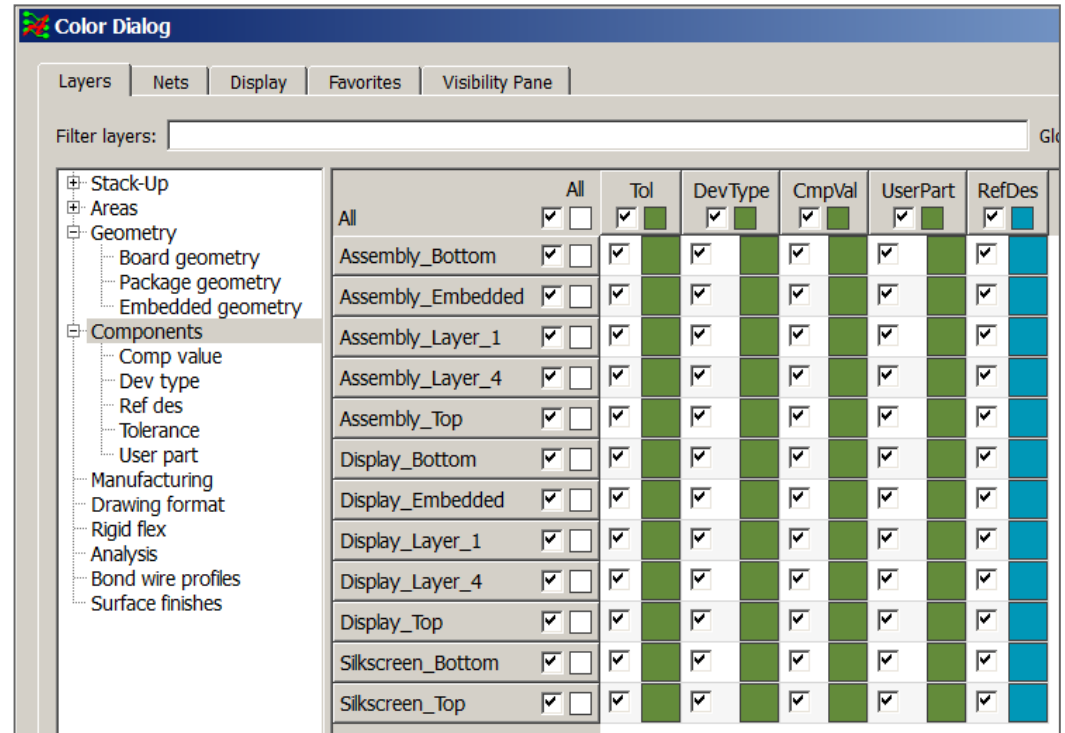 Color Dialog
Layers Nets Display Favorites Visibility Pane
Filter layers:
Stack-Up
Areas
Geometry
Board geometry
Package geometry
Embedded geometry
Components
Comp value
Dev type
Ref des
Tolerance
User part
Manufacturing
Drawing format
Rigid flex
Analysis
Bond wire profiles
Surface finishes
All Tol DevType CmpVal UserPart RefDes
All
Assembly_Bottom
Assembly_Embedded
Assembly_Layer_1
Assembly_Layer_4
Assembly_Top
Display_Bottom
Display_Embedded
Display_Layer_1
Display_Layer_4
Display_Top
Silkscreen_Bottom
Silkscreen_Top